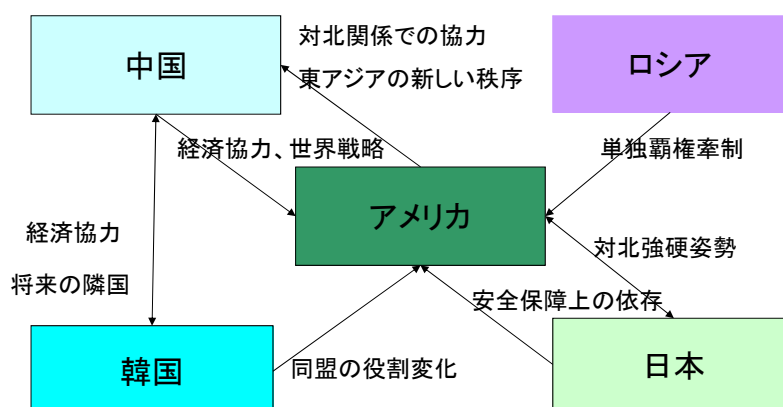 中国
対北関係での協力
東アジアの新しい秩序
ロシア
経済協力、世界戦略
単独覇権牽制
アメリカ
経済協力
将来の隣国
対北強硬姿勢
安全保障上の依存
韓国
同盟の役割変化
日本